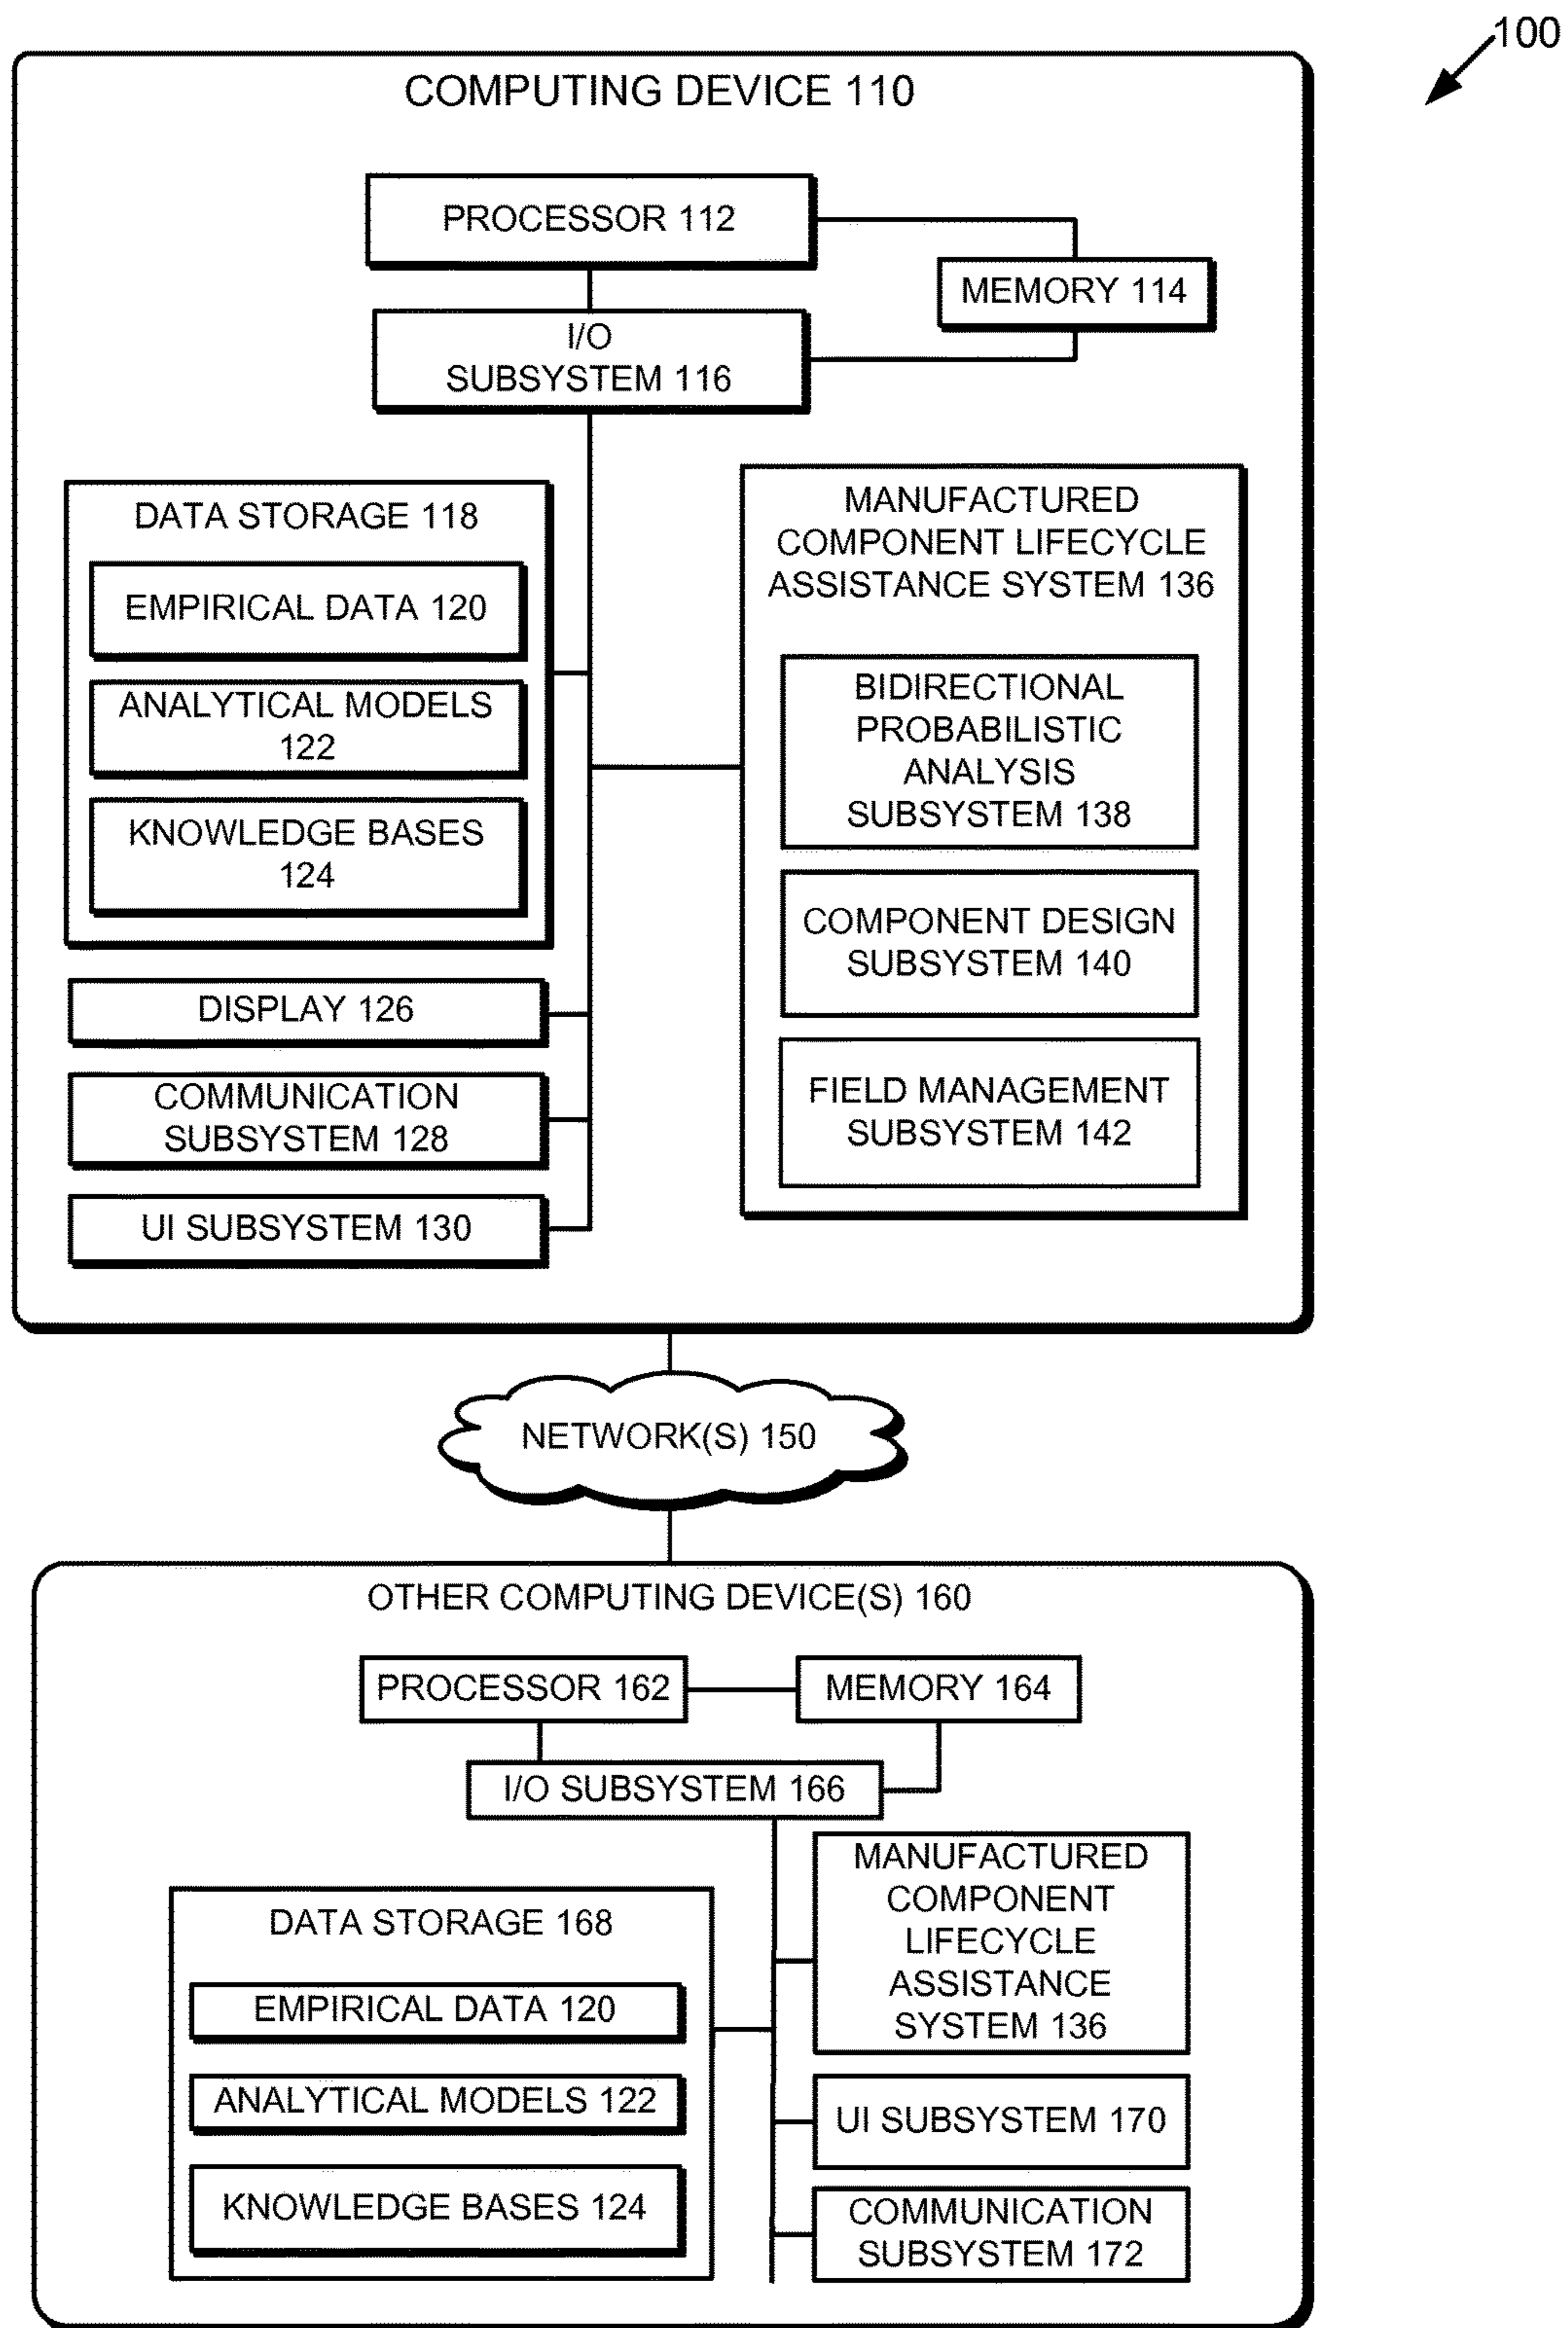 100
COMPUTING DEVICE 110
PROCESSOR 112
MEMORY 114
I/O
SUBSYSTEM 116
DATA STORAGE 118
EMPIRICAL DATA 120
ANALYTICAL MODELS
122
KNOWLEDGE BASES
124
DISPLAY 126
COMMUNICATION
SUBSYSTEM 128
UI SUBSYSTEM 130
MANUFACTURED
COMPONENT LIFECYCLE
ASSISTANCE SYSTEM 136
BIDIRECTIONAL
PROBABILISTIC
ANALYSIS
SUBSYSTEM 138
COMPONENT DESIGN
SUBSYSTEM 140
FIELD MANAGEMENT
SUBSYSTEM 142
NETWORK(S) 150
OTHER COMPUTING DEVICE(S) 160
PROCESSOR 162
MEMORY 164
I/O SUBSYSTEM 166
DATA STORAGE 168
EMPIRICAL DATA 120
ANALYTICAL MODELS 122
KNOWLEDGE BASES 124
MANUFACTURED
COMPONENT
LIFECYCLE
ASSISTANCE
SYSTEM 136
UI SUBSYSTEM 170
COMMUNICATION
SUBSYSTEM 172